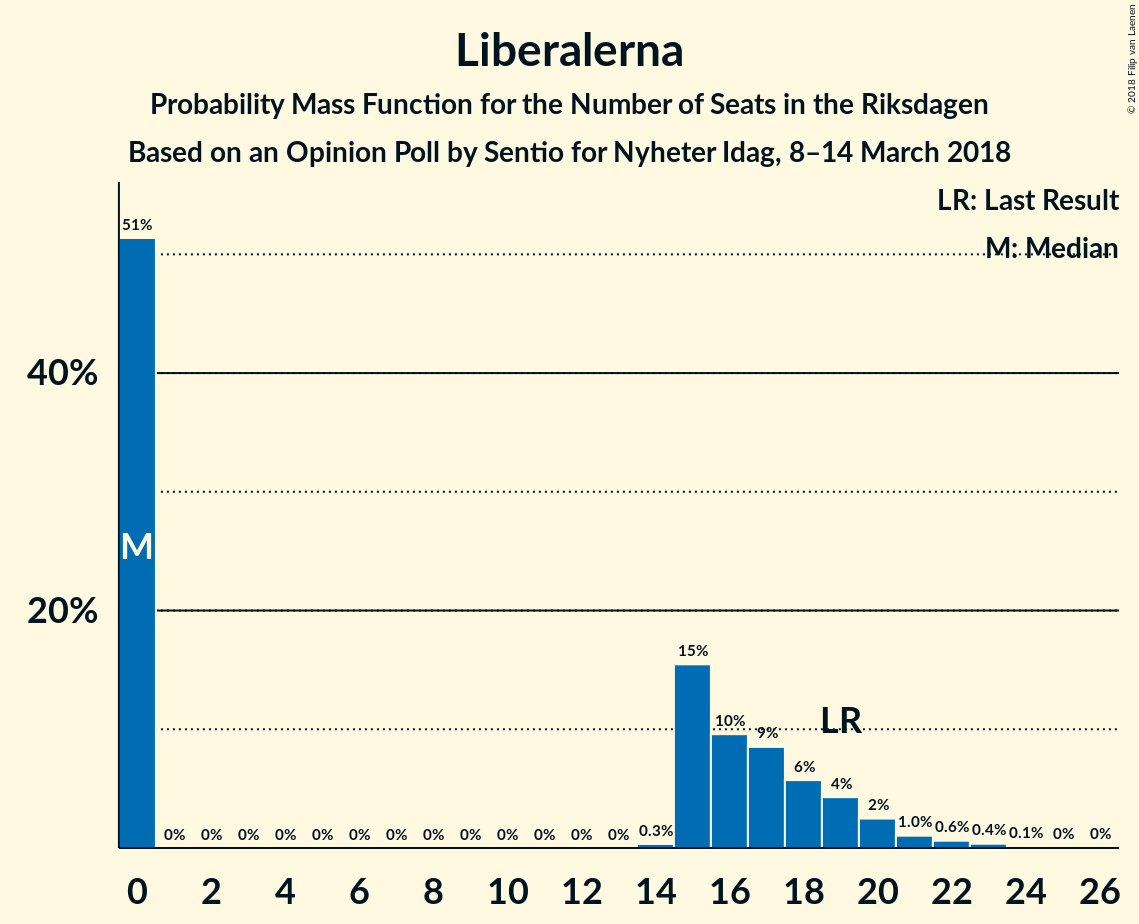 Liberalerna
Probability Mass Function for the Number of Seats in the Riksdagen
Based on an Opinion Poll by Sentio for Nyheter Idag, 8–14 March 2018
© 2018 Filip van Laenen
LR: Last Result
M: Median
51%
40%
M
20%
15%
10%
9%
LR
6%
4%
2%
0% 0% 0% 0% 0% 0% 0% 0% 0% 0% 0% 0% 0% 0.3% 1.0% 0.6% 0.4% 0.1% 0% 0%
0 2 4 6 8 10 12 14 16 18 20 22 24 26